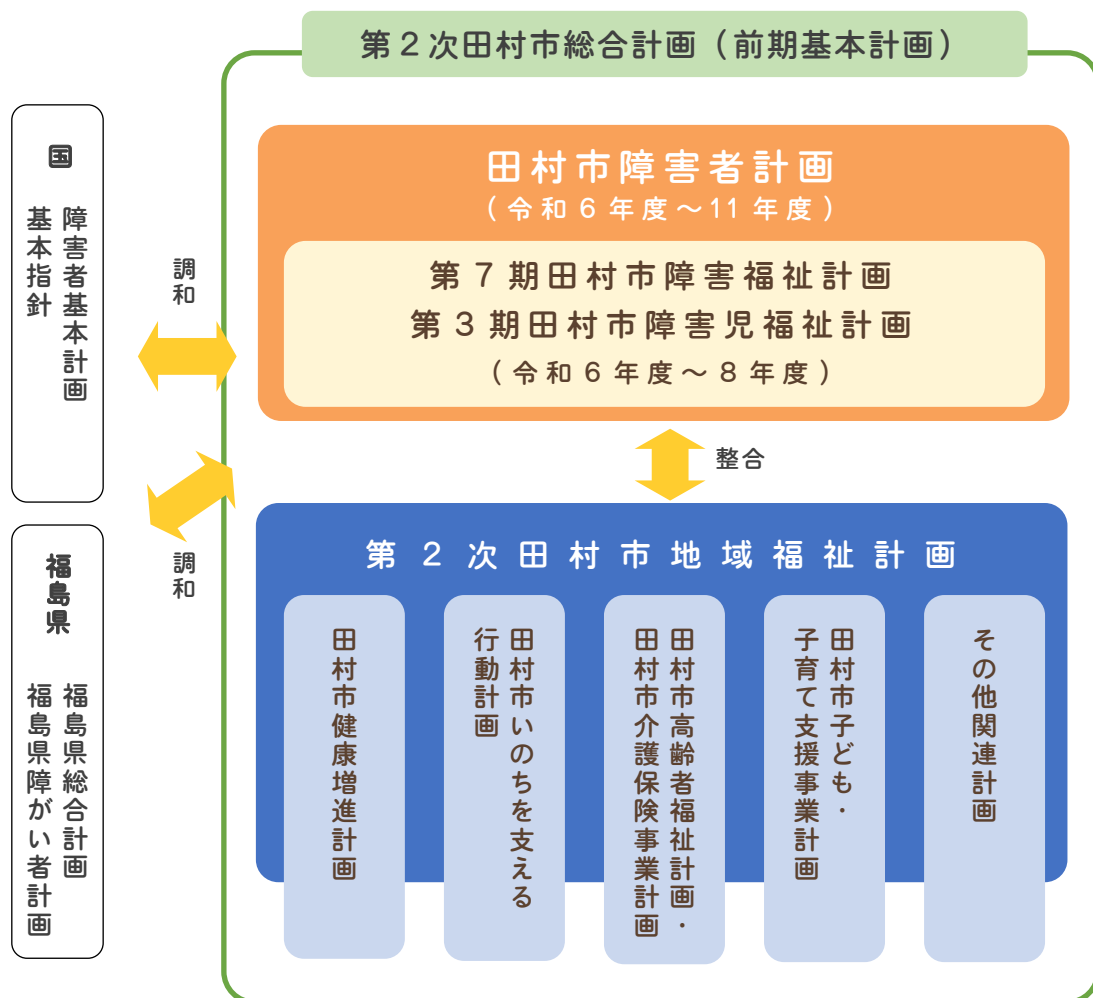 第２次田村市総合計画（前期基本計画）
国
障害者基本計画
基本指針
調和
田村市障害者計画
（令和６年度～11年度）
第７期田村市障害福祉計画
第３期田村市障害児福祉計画
（令和６年度～８年度）
整合
調和
福島県
福島県総合計画
福島県障がい者計画
第２次田村市地域福祉計画
田村市健康増進計画
田村市いのちを支える
行動計画
田村市高齢者福祉計画・
田村市介護保険事業計画
田村市子ども・
子育て支援事業計画
その他関連計画